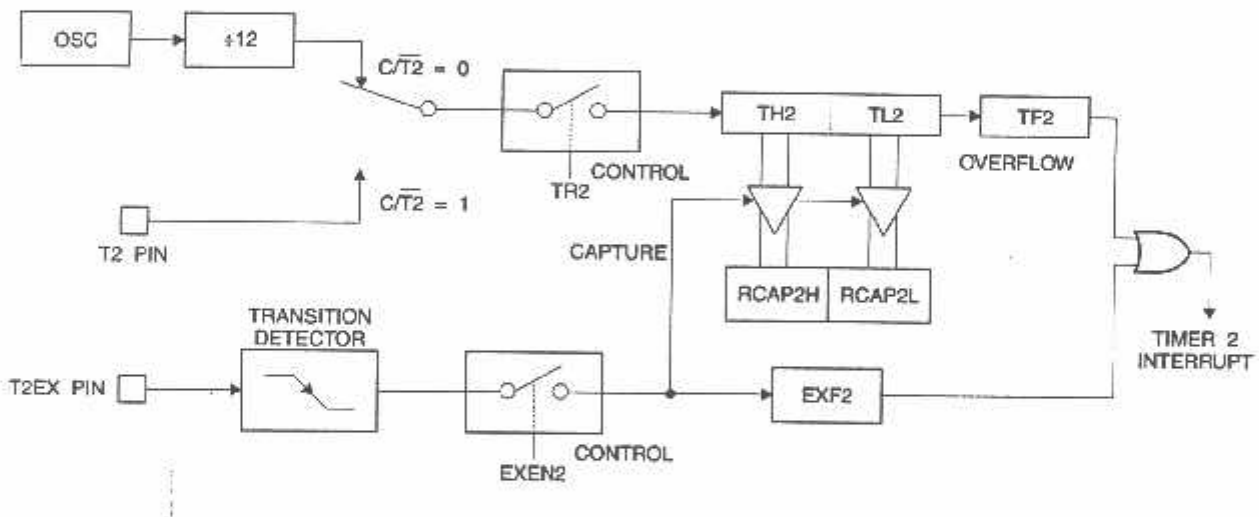 OSC
÷12
C/T2 = 0
TH2
TL2
TF2
OVERFLOW
CONTROL
TR2
C/T2 = 1
T2 PIN
CAPTURE
RCAP2H
RCAP2L
TRANSITION
DETECTOR
TIMER 2
INTERRUPT
T2EX PIN
EXF2
CONTROL
EXEN2